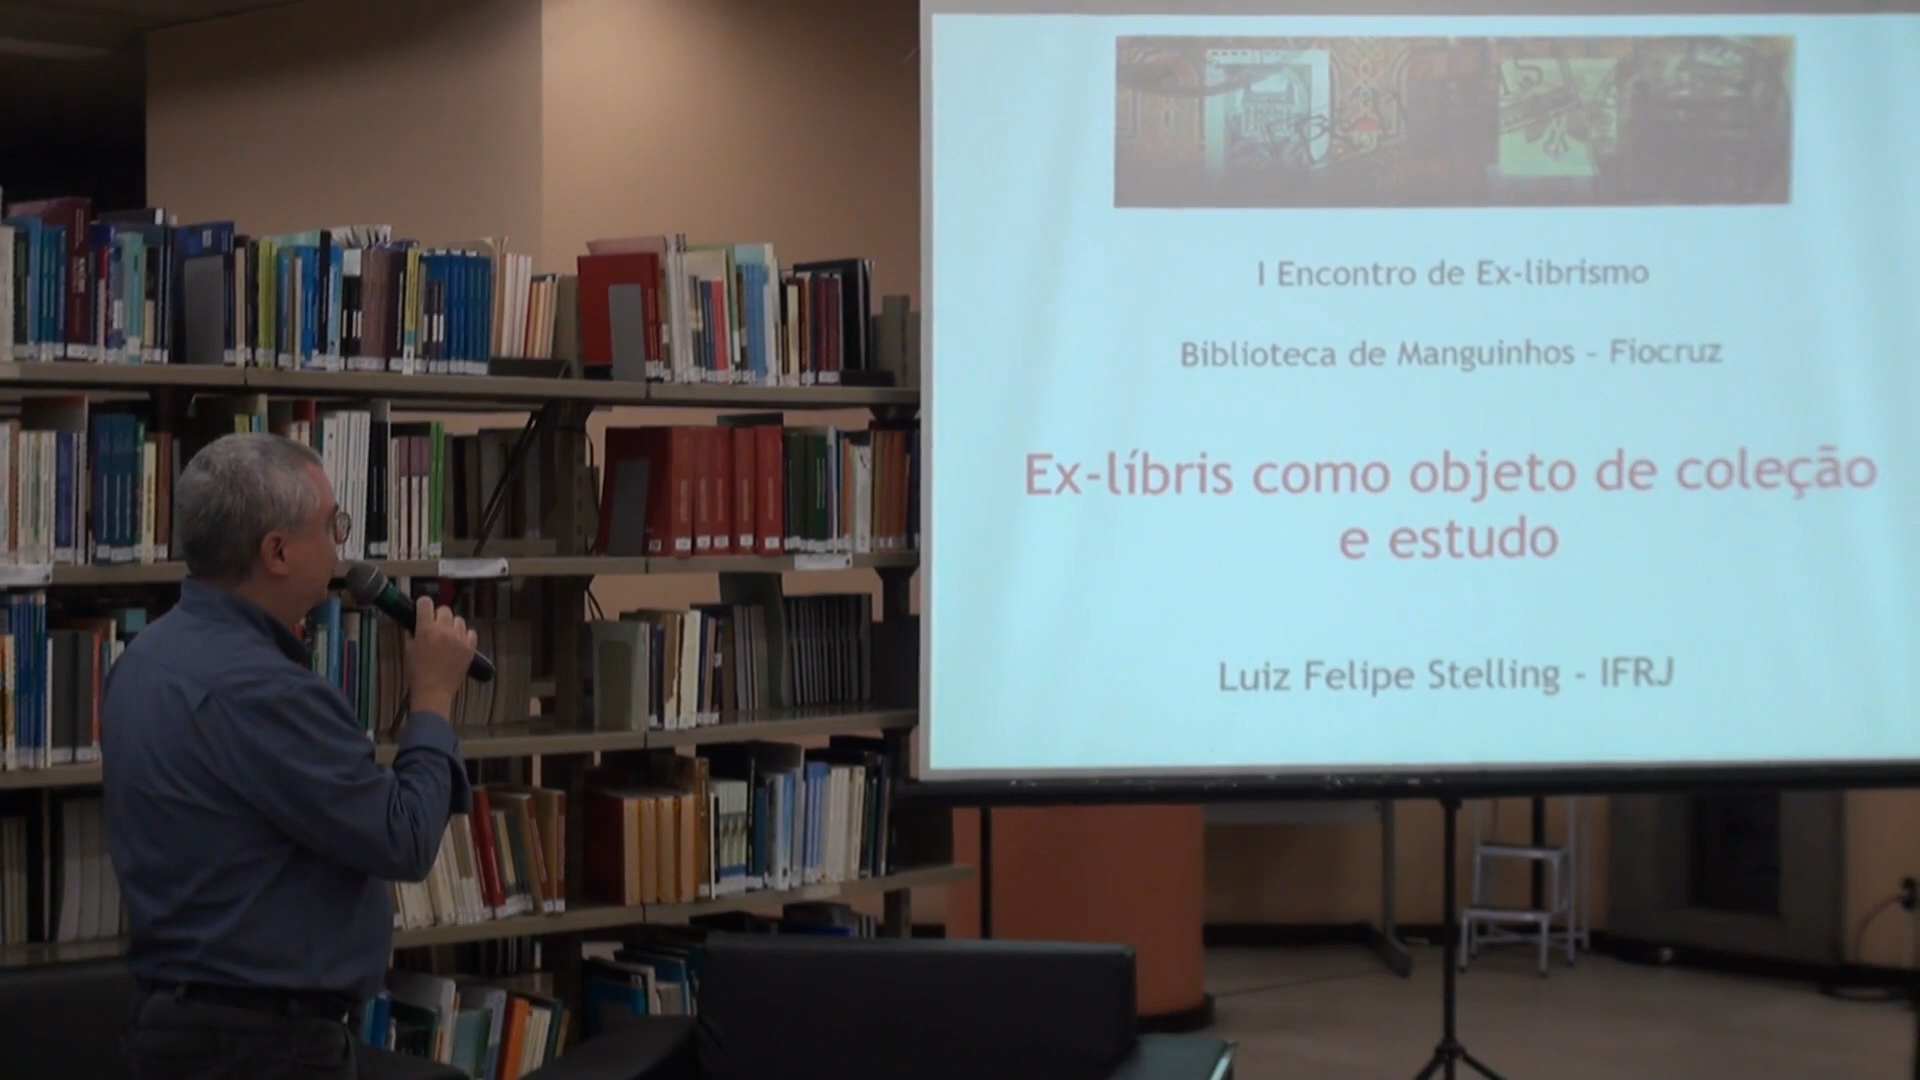 I Encontro de Ex-librismo
Biblioteca de Manguinhos - Fiocruz
Ex-líbris como objeto de coleção
e estudo
Luiz Felipe Stelling - IFRJ